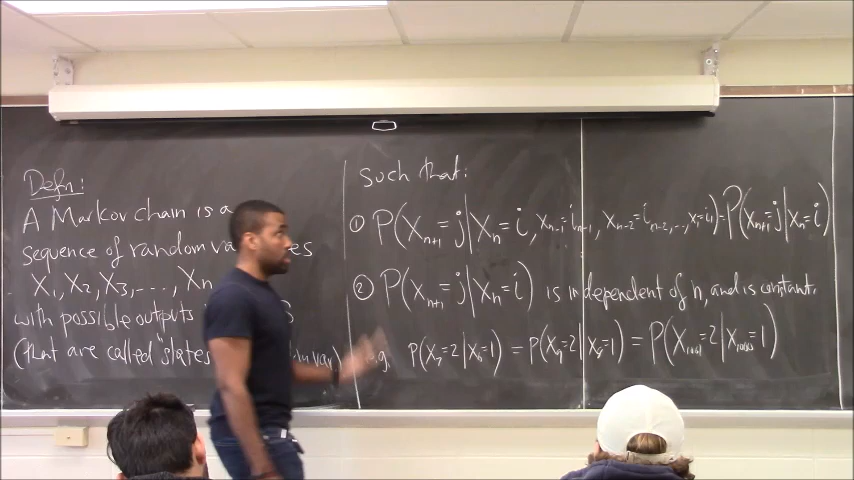 Defn:
A Markov chain is a
sequence of random
X₁, X₂, X₃, ..., Xn
with possible outputs
(that are called "states
Such that:
① P(Xn+1=j|Xn=i, Xn-1=in-1, Xn-2=in-2, ..., X1=i1)=P(Xn+1=j|Xn=i)
② P(Xn+1=j|Xn=i) is independent of n, and is constant.
e.g. P(X7=2|X6=1) = P(X9=2|X8=1) = P(X1001=2|X1000=1)